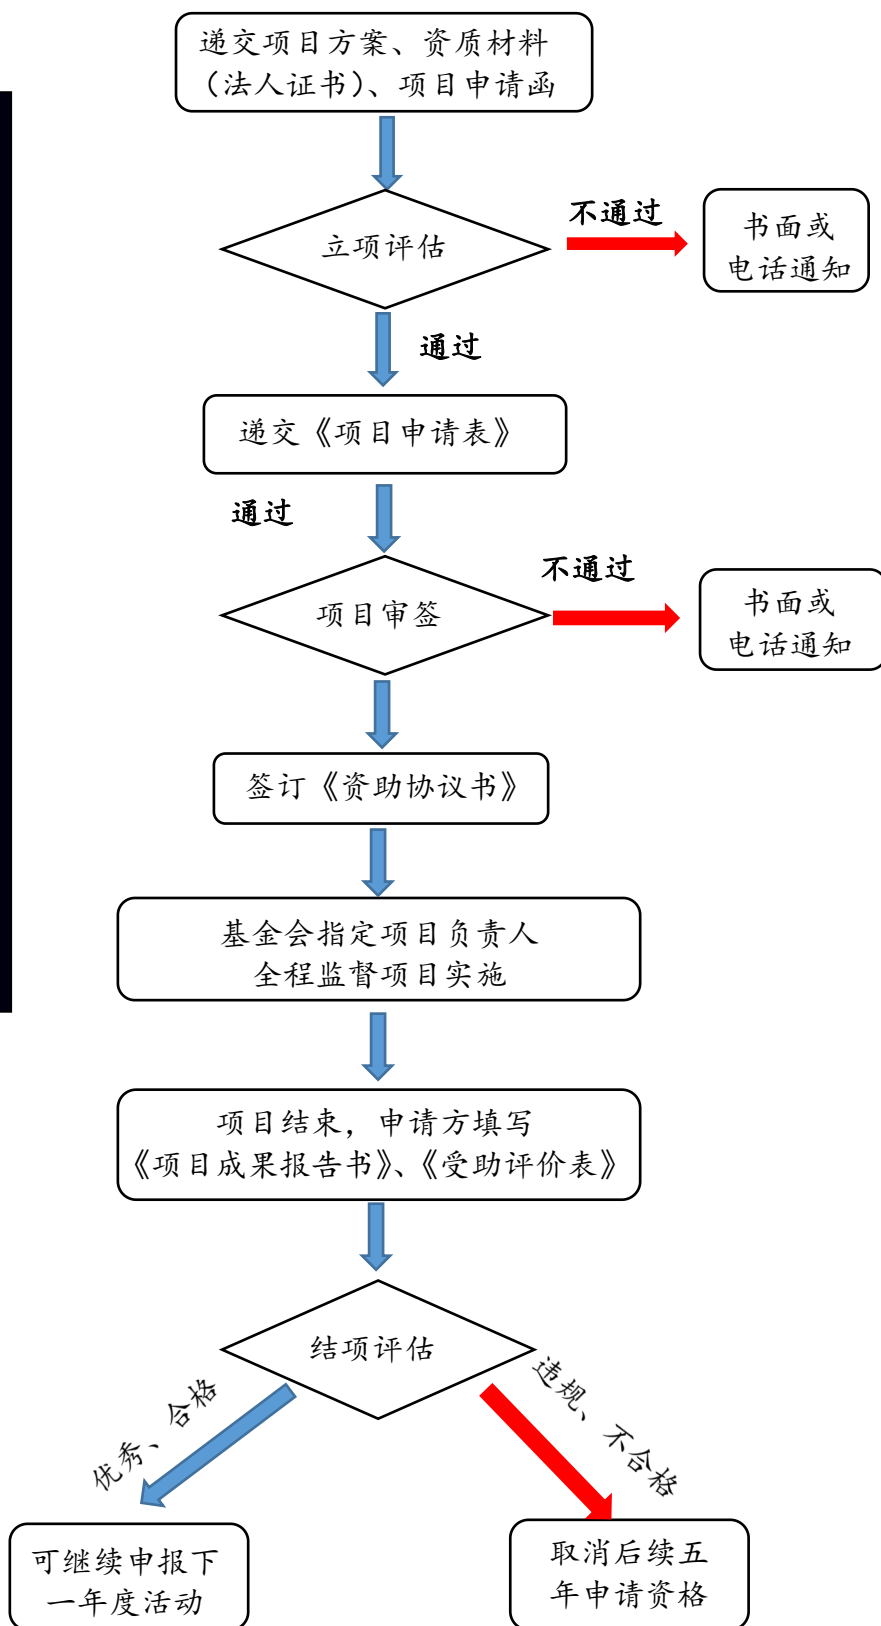 递交项目方案、资质材料
（法人证书）、项目申请函
立项评估
不通过
书面或
电话通知
通过
递交《项目申请表》
通过
项目审签
不通过
书面或
电话通知
签订《资助协议书》
基金会指定项目负责人
全程监督项目实施
项目结束，申请方填写
《项目成果报告书》、《受助评价表》
结项评估
优秀、合格
违规、不合格
可继续申报下
一年度活动
取消后续五
年申请资格